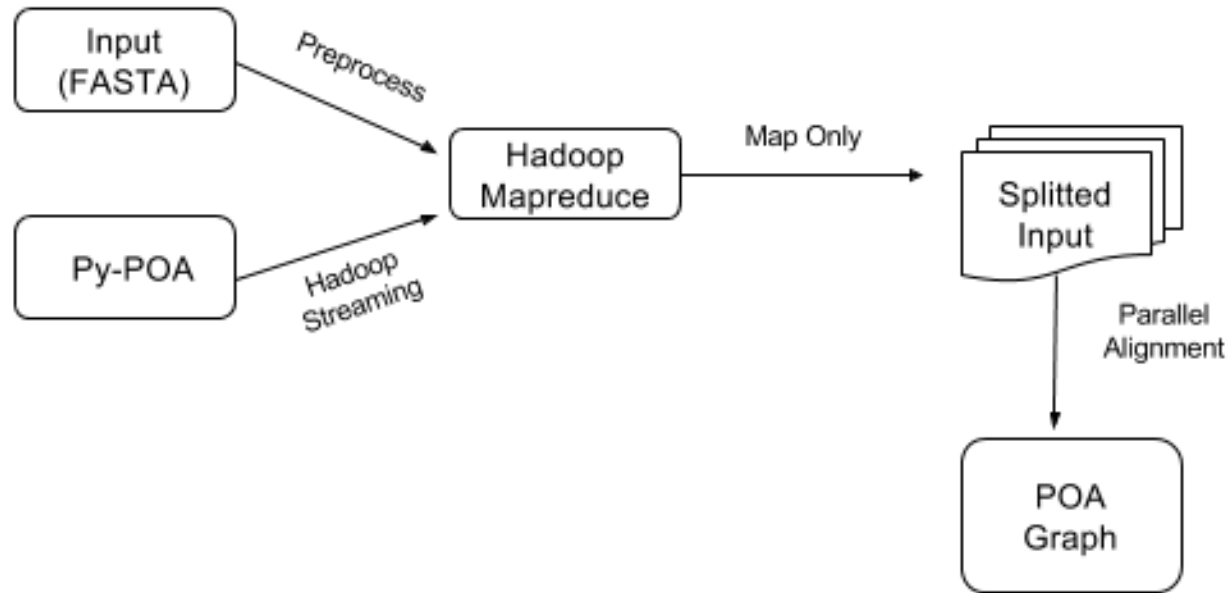 Input
(FASTA)
Preprocess
Hadoop
Mapreduce
Map Only
Splitted
Input
Py-POA
Hadoop
Streaming
Parallel
Alignment
POA
Graph